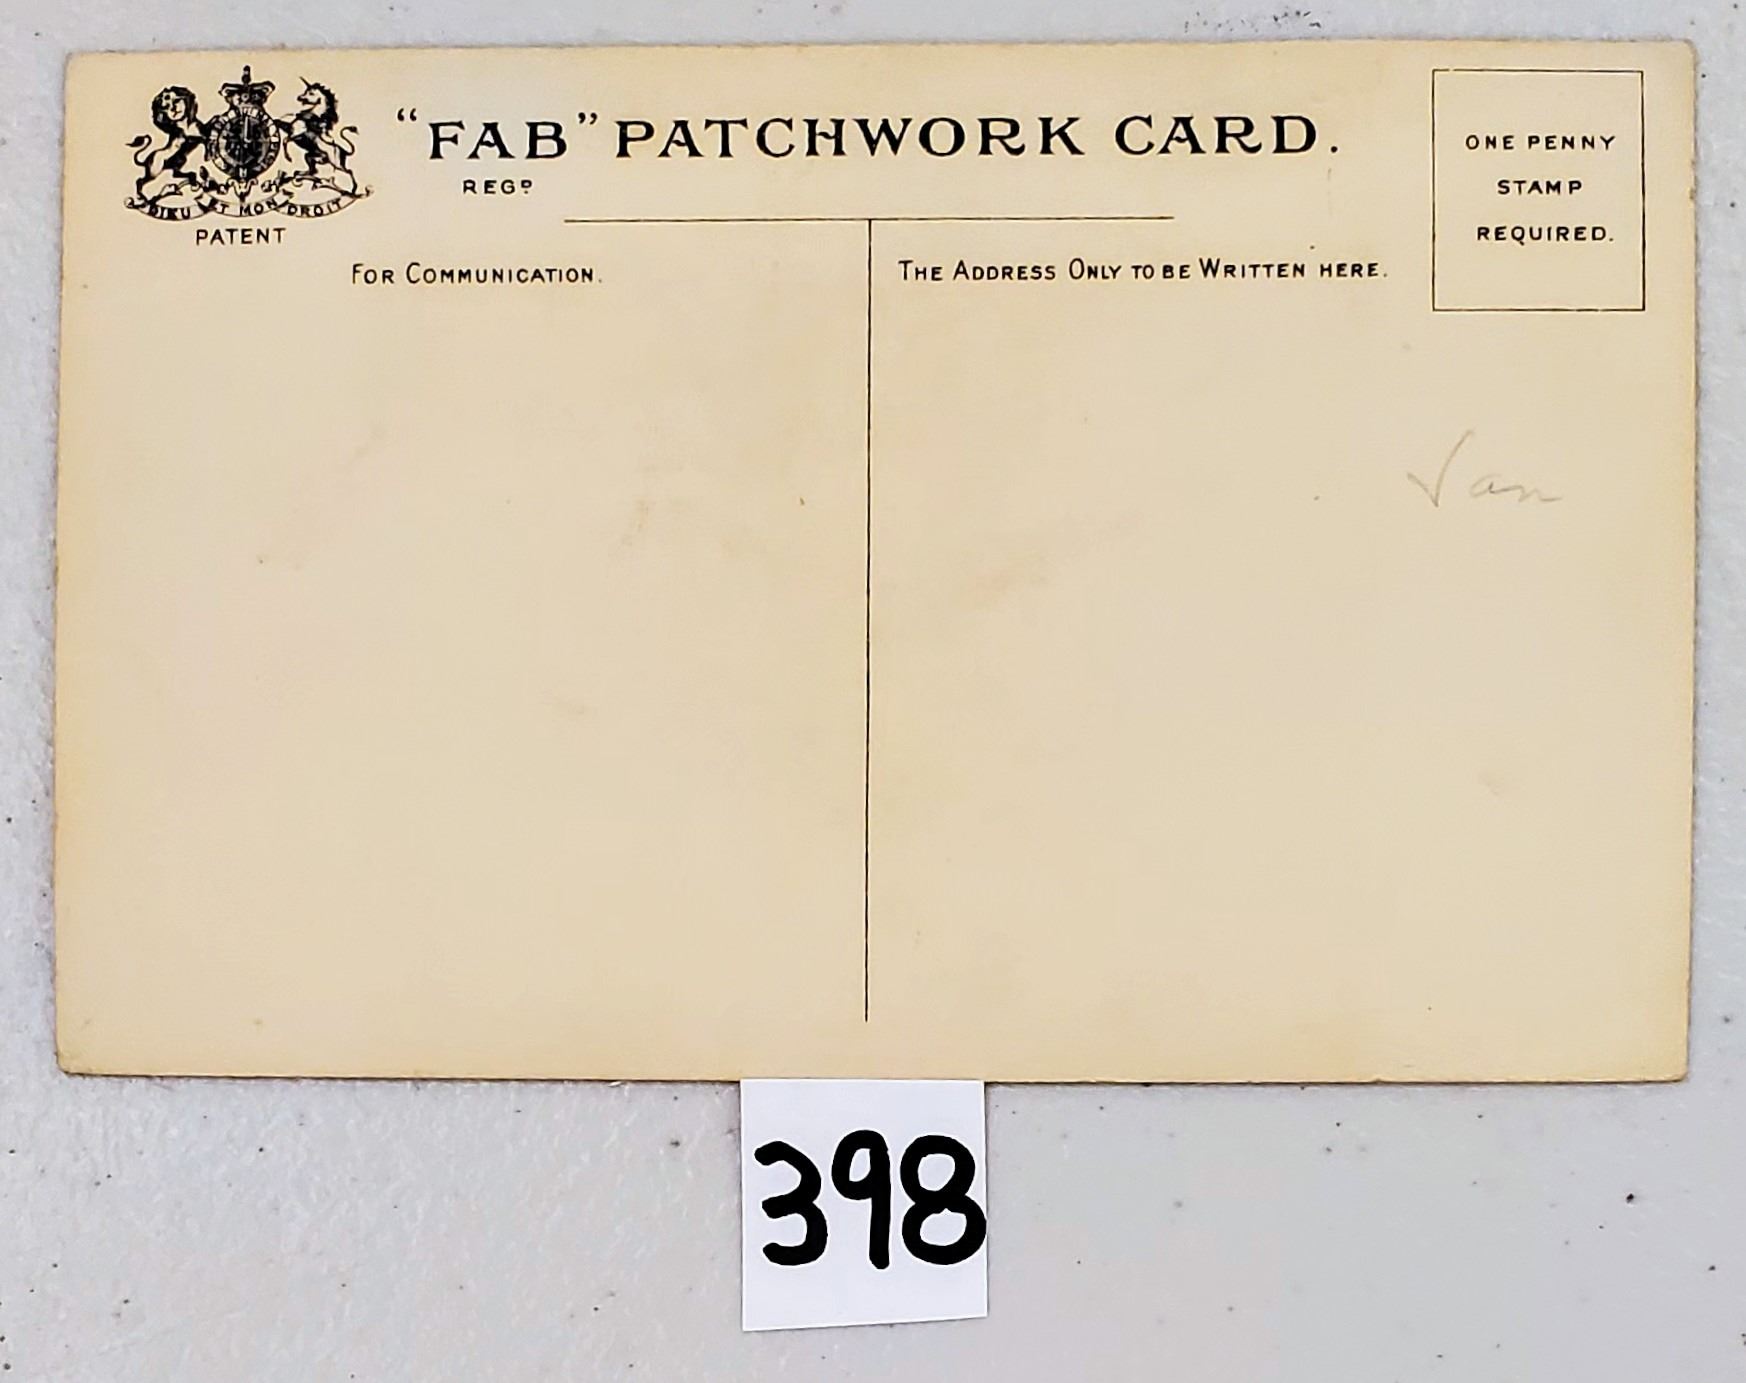 "FAB" PATCHWORK CARD.
REGD
DIEU ET MON DROIT
PATENT
ONE PENNY
STAMP
REQUIRED.
FOR COMMUNICATION.
THE ADDRESS ONLY TO BE WRITTEN HERE.
398